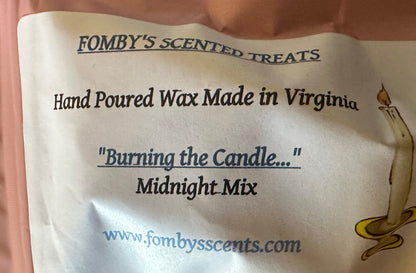 FOMBY'S SCENTED TREATS
Hand Poured Wax Made in Virginia
"Burning the Candle..."
Midnight Mix
www.fombysscents.com